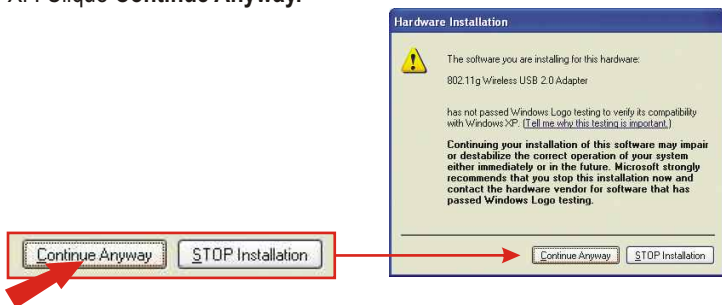 XP. Clique Continue Anyway.
Hardware Installation
The software you are installing for this hardware:
802.11g Wireless USB 2.0 Adapter
has not passed Windows Logo testing to verify its compatibility
with Windows XP. (Tell me why this testing is important.)
Continuing your installation of this software may impair
or destabilize the correct operation of your system
either immediately or in the future. Microsoft strongly
recommends that you stop this installation now and
contact the hardware vendor for software that has
passed Windows Logo testing.
Continue Anyway STOP Installation
Continue Anyway STOP Installation